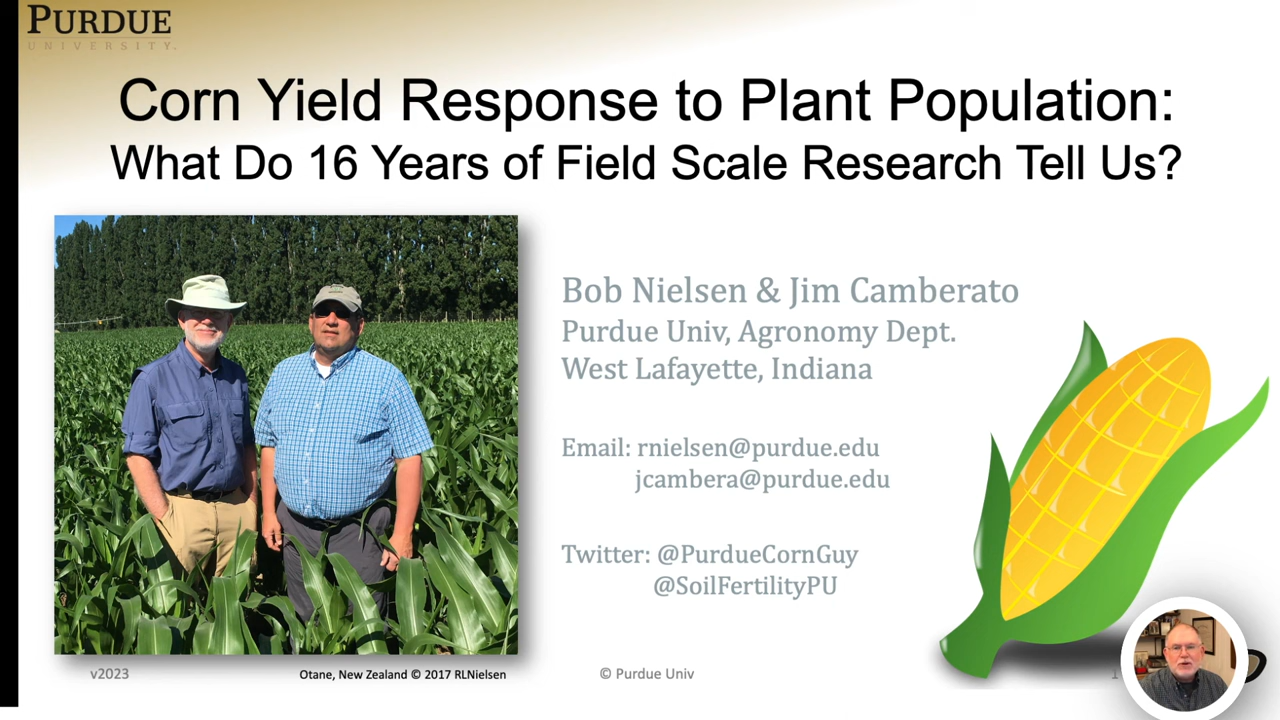 PURDUE
UNIVERSITY.
Corn Yield Response to Plant Population:
What Do 16 Years of Field Scale Research Tell Us?
Bob Nielsen & Jim Camberato
Purdue Univ, Agronomy Dept.
West Lafayette, Indiana
Email: rnielsen@purdue.edu
jcambera@purdue.edu
Twitter: @PurdueCornGuy
@SoilFertilityPU
v2023
Otane, New Zealand © 2017 RLNielsen
© Purdue Univ
1